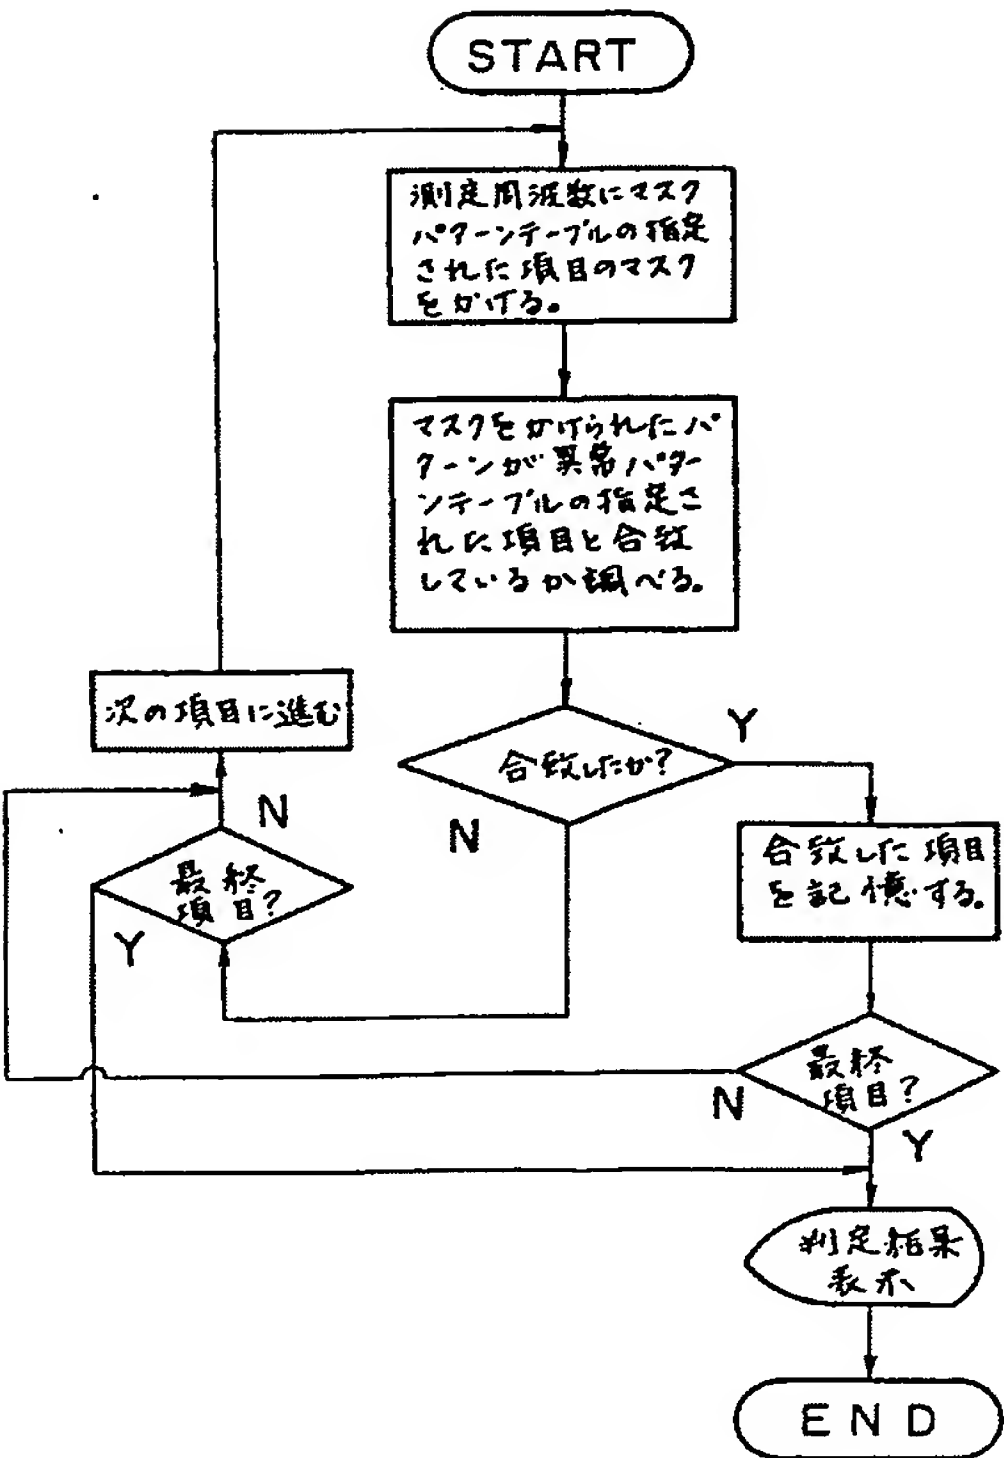 START
測定周波数にマスク
パターンテーブルの指定
された項目のマスク
をかける。
マスクをかけられたパ
ターンが異常パター
ンテーブルの指定さ
れた項目と合致
しているか調べる。
次の項目に進む
合致したか?
Y
N
合致した項目
を記憶する。
N
最終
項目?
Y
最終
項目?
N
Y
判定結果
表示
END